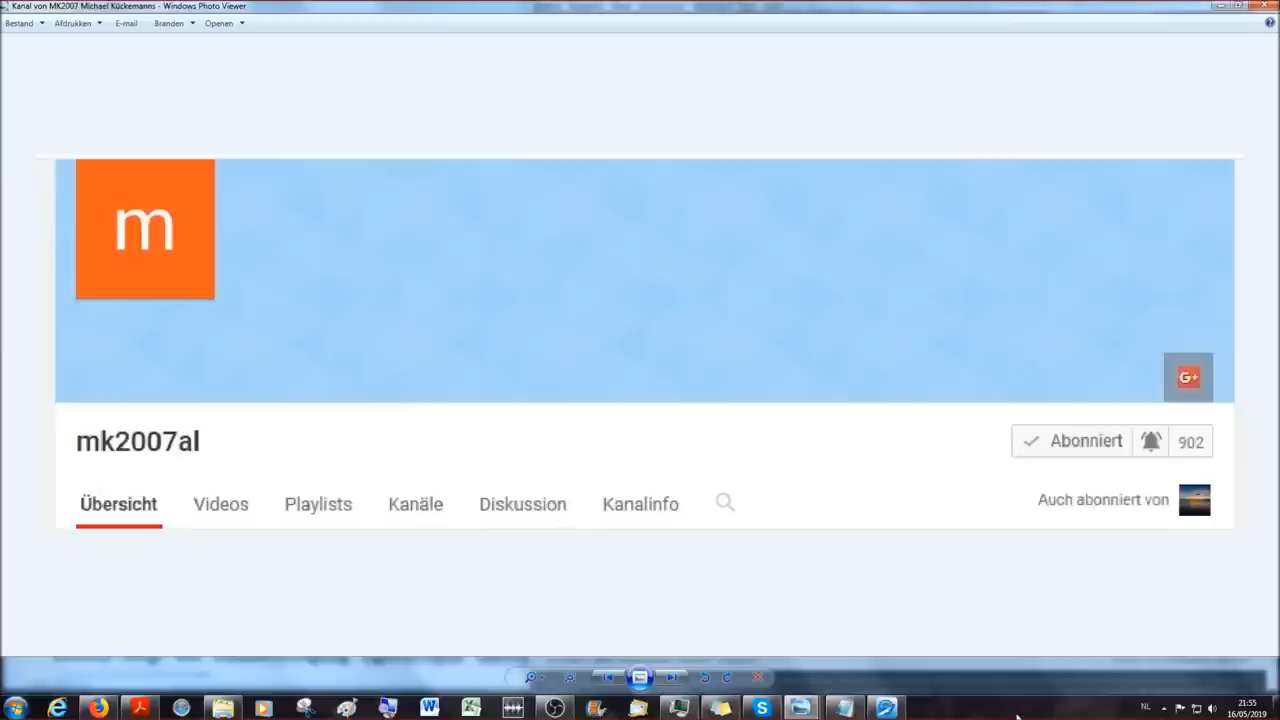 Kanal von MK2007 Michael Kückemanns - Windows Photo Viewer
Bestand Afdrukken E-mail Branden Openen
m
G+
mk2007al
Abonniert 902
Übersicht Videos Playlists Kanäle Diskussion Kanalinfo
Auch abonniert von
NL
21:55
16/05/2019